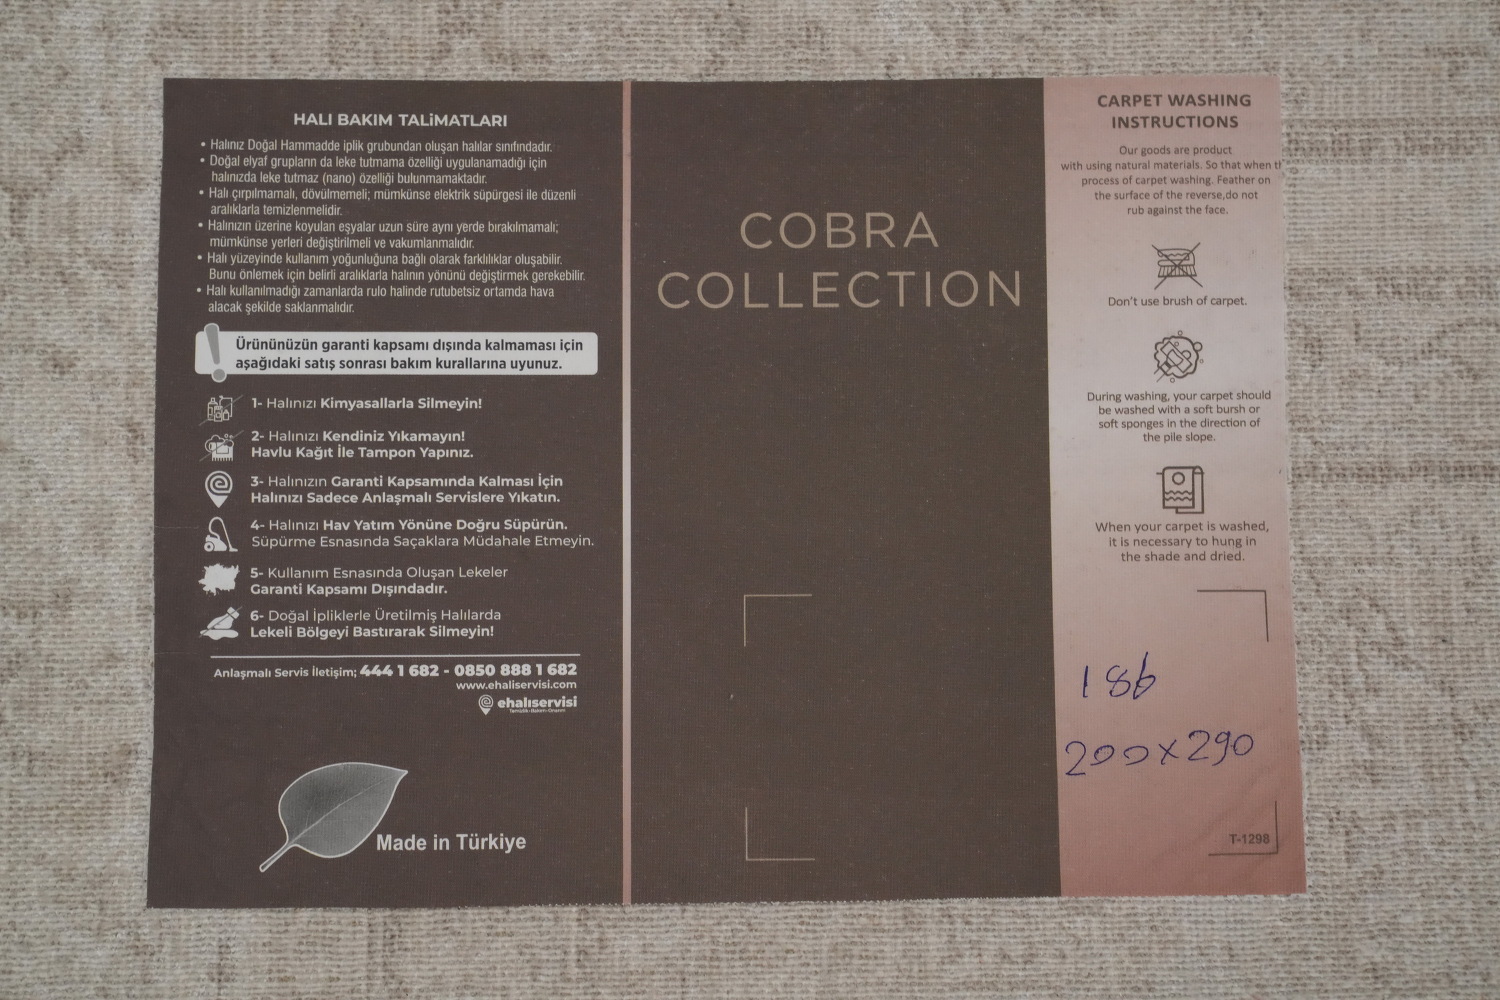 HALI BAKIM TALiMATLARI
• Halınız Doğal Hammadde iplik grubundan oluşan halılar sınıfındadır.
• Doğal elyaf grupların da leke tutmama özelliği uygulanamadığı için
halınızda leke tutmaz (nano) özelliği bulunmamaktadır.
• Halı çırpılmamalı, dövülmemeli; mümkünse elektrik süpürgesi ile düzenli
aralıklarla temizlenmelidir.
• Halınızın üzerine koyulan eşyalar uzun süre aynı yerde bırakılmamalı;
mümkünse yerleri değiştirilmeli ve vakumlanmalıdır.
• Halı yüzeyinde kullanım yoğunluğuna bağlı olarak farklılıklar oluşabilir.
Bunu önlemek için belirli aralıklarla halının yönünü değiştirmek gerekebilir.
• Halı kullanılmadığı zamanlarda rulo halinde rutubetsiz ortamda hava
alacak şekilde saklanmalıdır.
Ürününüzün garanti kapsamı dışında kalmaması için
aşağıdaki satış sonrası bakım kurallarına uyunuz.
1- Halınızı Kimyasallarla Silmeyin!
2- Halınızı Kendiniz Yıkamayın!
Havlu Kağıt İle Tampon Yapınız.
3- Halınızın Garanti Kapsamında Kalması İçin
Halınızı Sadece Anlaşmalı Servislere Yıkatın.
4- Halınızı Hav Yatım Yönüne Doğru Süpürün.
Süpürme Esnasında Saçaklara Müdahale Etmeyin.
5- Kullanım Esnasında Oluşan Lekeler
Garanti Kapsamı Dışındadır.
6- Doğal İpliklerle Üretilmiş Halılarda
Lekeli Bölgeyi Bastırarak Silmeyin!
Anlaşmalı Servis İletişim; 444 1 682 - 0850 888 1 682
www.ehaliservisi.com
ehalıservisi
Temizlik-Bakım-Onarım
Made in Türkiye
COBRA
COLLECTION
CARPET WASHING
INSTRUCTIONS
Our goods are product
with using natural materials. So that when th
process of carpet washing. Feather on
the surface of the reverse,do not
rub against the face.
Don't use brush of carpet.
During washing, your carpet should
be washed with a soft bursh or
soft sponges in the direction of
the pile slope.
When your carpet is washed,
it is necessary to hung in
the shade and dried.
186
200x290
T-1298